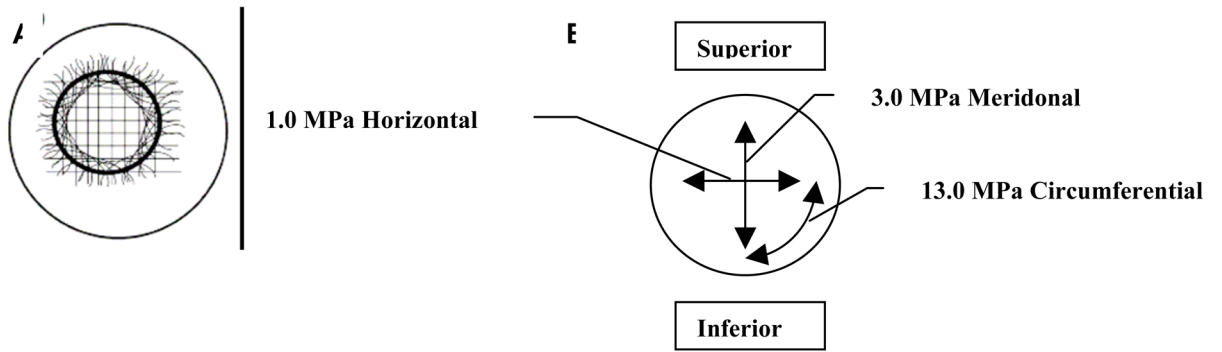 E
Superior
3.0 MPa Meridonal
1.0 MPa Horizontal
13.0 MPa Circumferential
Inferior